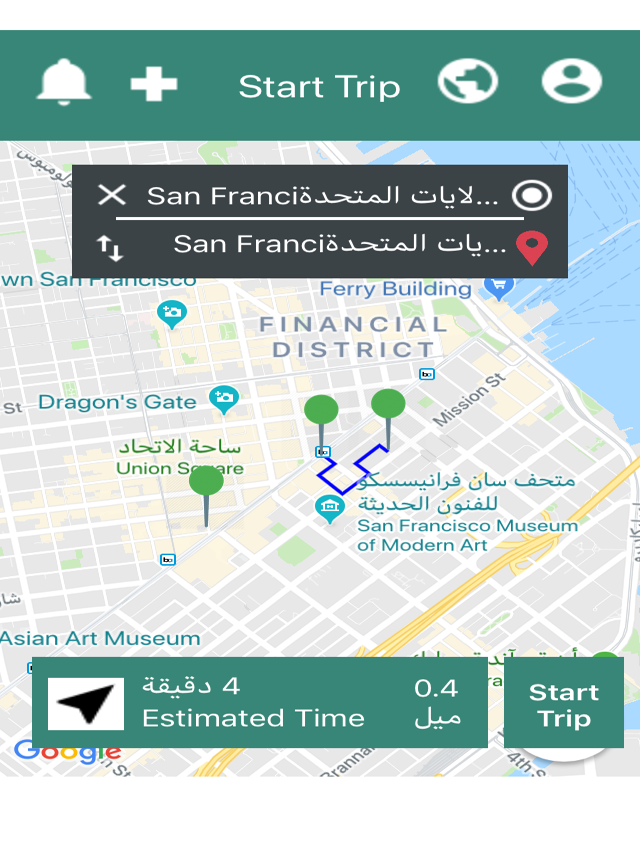 Start Trip
San Franciلايات المتحدة...
San Franciيات المتحدة...
wn San Francisco
Ferry Building
FINANCIAL
DISTRICT
Mission St
St
Dragon's Gate
ساحة الاتحاد
Union Square
متحف سان فرانيسسكو
للفنون الحديثة
San Francisco Museum
of Modern Art
شار
Asian Art Museum
4 دقيقة
Estimated Time
0.4
ميل
Start
Trip
Google
h St
Brannan
4th St